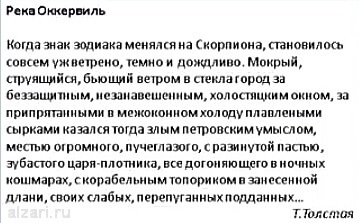 Река Оккервиль
Когда знак зодиака менялся на Скорпиона, становилось
совсем уж ветрено, темно и дождливо. Мокрый,
струящийся, бьющий ветром в стекла город за
беззащитным, незанавешенным, холостяцким окном, за
припрятанными в межоконном холоду плавлеными
сырками казался тогда злым петровским умыслом,
местью огромного, пучеглазого, с разинутой пастью,
зубастого царя-плотника, все догоняющего в ночных
кошмарах, с корабельным топориком в занесенной
длани, своих слабых, перепуганных подданных...
Т.Толстая
alzari.ru